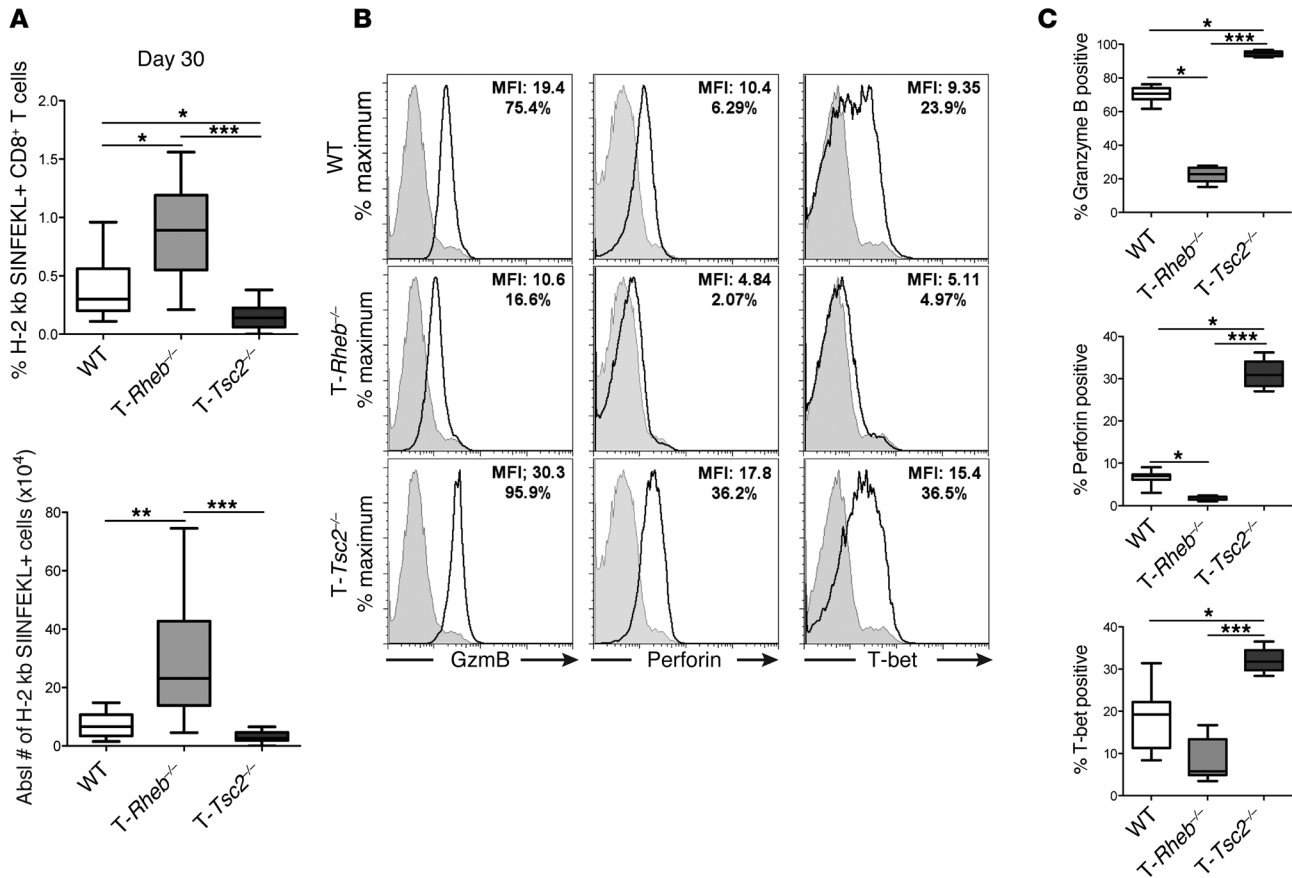 A
Day 30
% H-2 kb SINFEKL+ CD8⁺ T cells
2.0
1.5
1.0
0.5
0.0
*
*
***
WT
T-Rheb⁻/⁻
T-Tsc2⁻/⁻
Absl # of H-2 kb SIINFEKL+ cells (x10⁴)
80
60
40
20
0
**
***
WT
T-Rheb⁻/⁻
T-Tsc2⁻/⁻
B
WT
% maximum
MFI: 19.4
75.4%
MFI: 10.4
6.29%
MFI: 9.35
23.9%
T-Rheb⁻/⁻
% maximum
MFI: 10.6
16.6%
MFI: 4.84
2.07%
MFI: 5.11
4.97%
T-Tsc2⁻/⁻
% maximum
MFI; 30.3
95.9%
MFI: 17.8
36.2%
MFI: 15.4
36.5%
GzmB
Perforin
T-bet
C
% Granzyme B positive
100
80
60
40
20
0
*
***
*
WT
T-Rheb⁻/⁻
T-Tsc2⁻/⁻
% Perforin positive
40
30
20
10
0
*
***
*
WT
T-Rheb⁻/⁻
T-Tsc2⁻/⁻
% T-bet positive
40
30
20
10
0
*
***
WT
T-Rheb⁻/⁻
T-Tsc2⁻/⁻